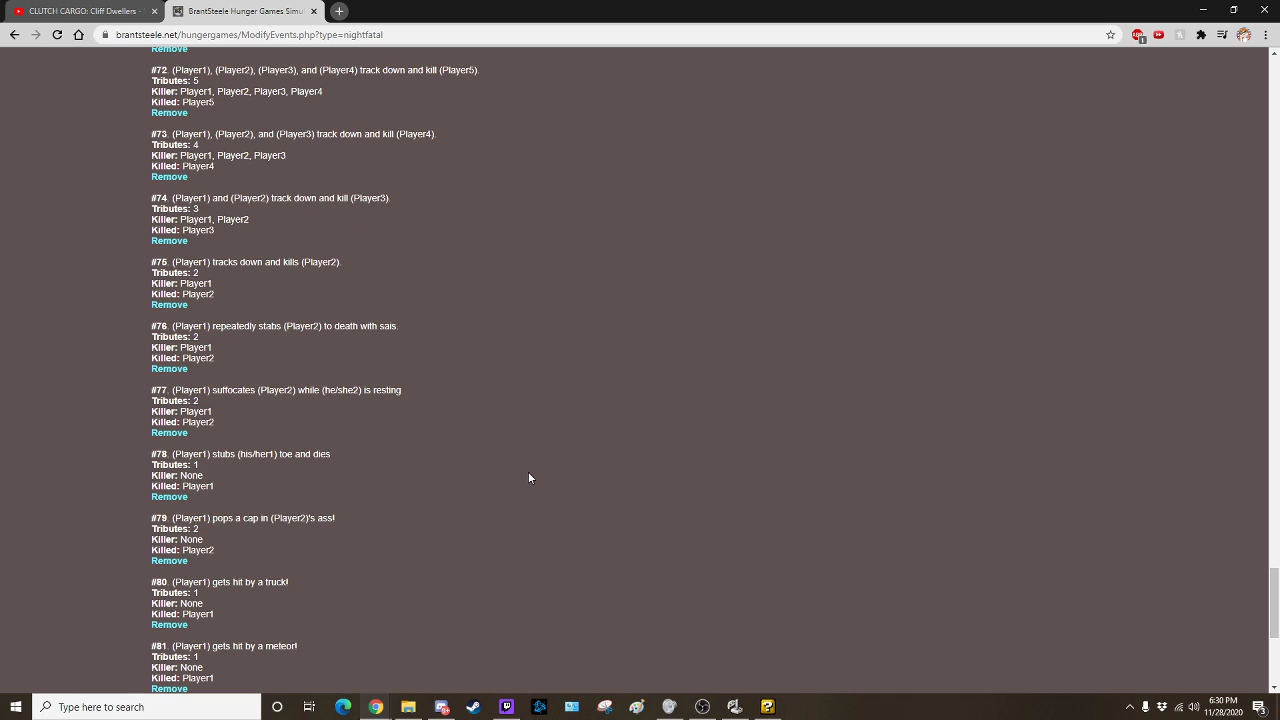 CLUTCH CARGO: Cliff Dwellers -
BrantSteele Hunger Games Simu
brantsteele.net/hungergames/ModifyEvents.php?type=nightfatal
Remove
#72. (Player1), (Player2), (Player3), and (Player4) track down and kill (Player5).
Tributes: 5
Killer: Player1, Player2, Player3, Player4
Killed: Player5
Remove
#73. (Player1), (Player2), and (Player3) track down and kill (Player4).
Tributes: 4
Killer: Player1, Player2, Player3
Killed: Player4
Remove
#74. (Player1) and (Player2) track down and kill (Player3).
Tributes: 3
Killer: Player1, Player2
Killed: Player3
Remove
#75. (Player1) tracks down and kills (Player2).
Tributes: 2
Killer: Player1
Killed: Player2
Remove
#76. (Player1) repeatedly stabs (Player2) to death with sais.
Tributes: 2
Killer: Player1
Killed: Player2
Remove
#77. (Player1) suffocates (Player2) while (he/she2) is resting
Tributes: 2
Killer: Player1
Killed: Player2
Remove
#78. (Player1) stubs (his/her1) toe and dies
Tributes: 1
Killer: None
Killed: Player1
Remove
#79. (Player1) pops a cap in (Player2)'s ass!
Tributes: 2
Killer: None
Killed: Player2
Remove
#80. (Player1) gets hit by a truck!
Tributes: 1
Killer: None
Killed: Player1
Remove
#81. (Player1) gets hit by a meteor!
Tributes: 1
Killer: None
Killed: Player1
Remove
Type here to search
6:30 PM
11/28/2020